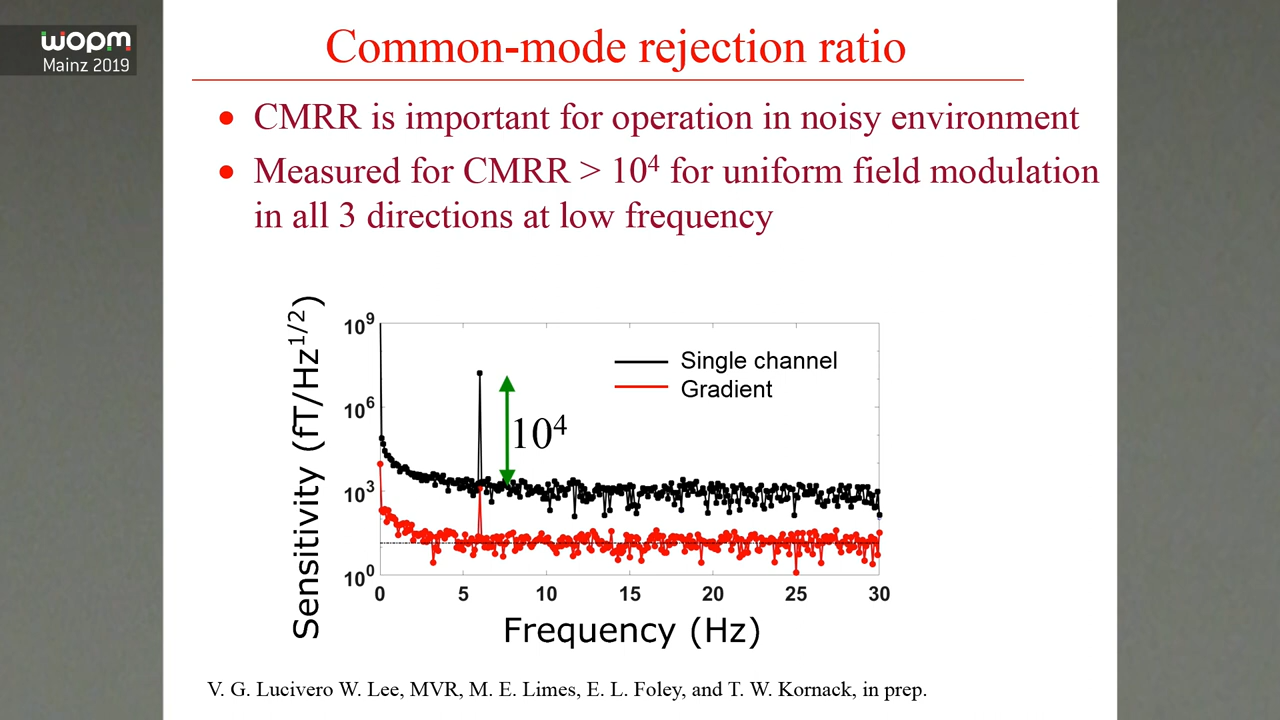 wopm
Mainz 2019
Common-mode rejection ratio
• CMRR is important for operation in noisy environment
• Measured for CMRR > 10⁴ for uniform field modulation
in all 3 directions at low frequency
Sensitivity (fT/Hz^1/2)
10⁹
10⁶
10³
10⁰
Single channel
Gradient
10⁴
0 5 10 15 20 25 30
Frequency (Hz)
V. G. Lucivero W. Lee, MVR, M. E. Limes, E. L. Foley, and T. W. Kornack, in prep.